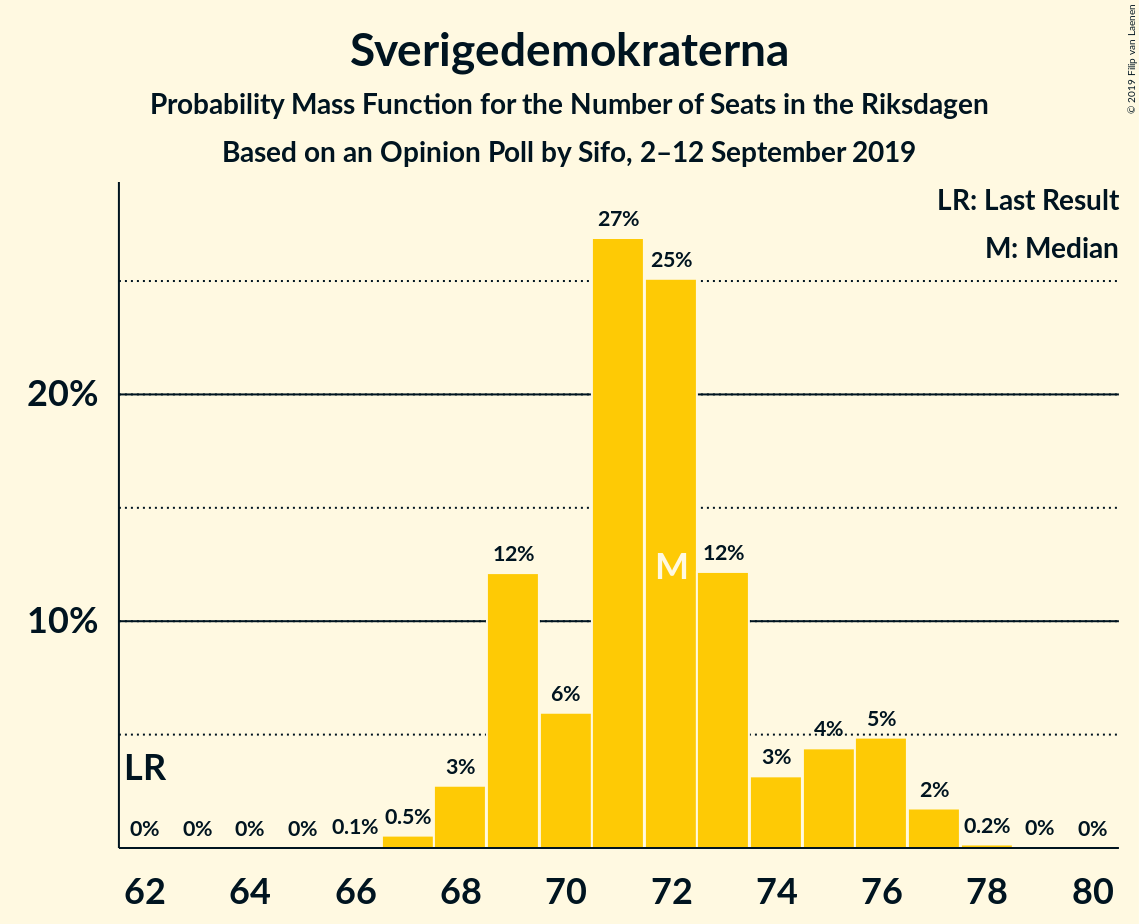 Sverigedemokraterna
Probability Mass Function for the Number of Seats in the Riksdagen
Based on an Opinion Poll by Sifo, 2–12 September 2019
© 2019 Filip van Laenen
LR: Last Result
M: Median
20%
10%
LR
M
0%
0%
0%
0%
0.1%
0.5%
3%
12%
6%
27%
25%
12%
3%
4%
5%
2%
0.2%
0%
0%
62 64 66 68 70 72 74 76 78 80